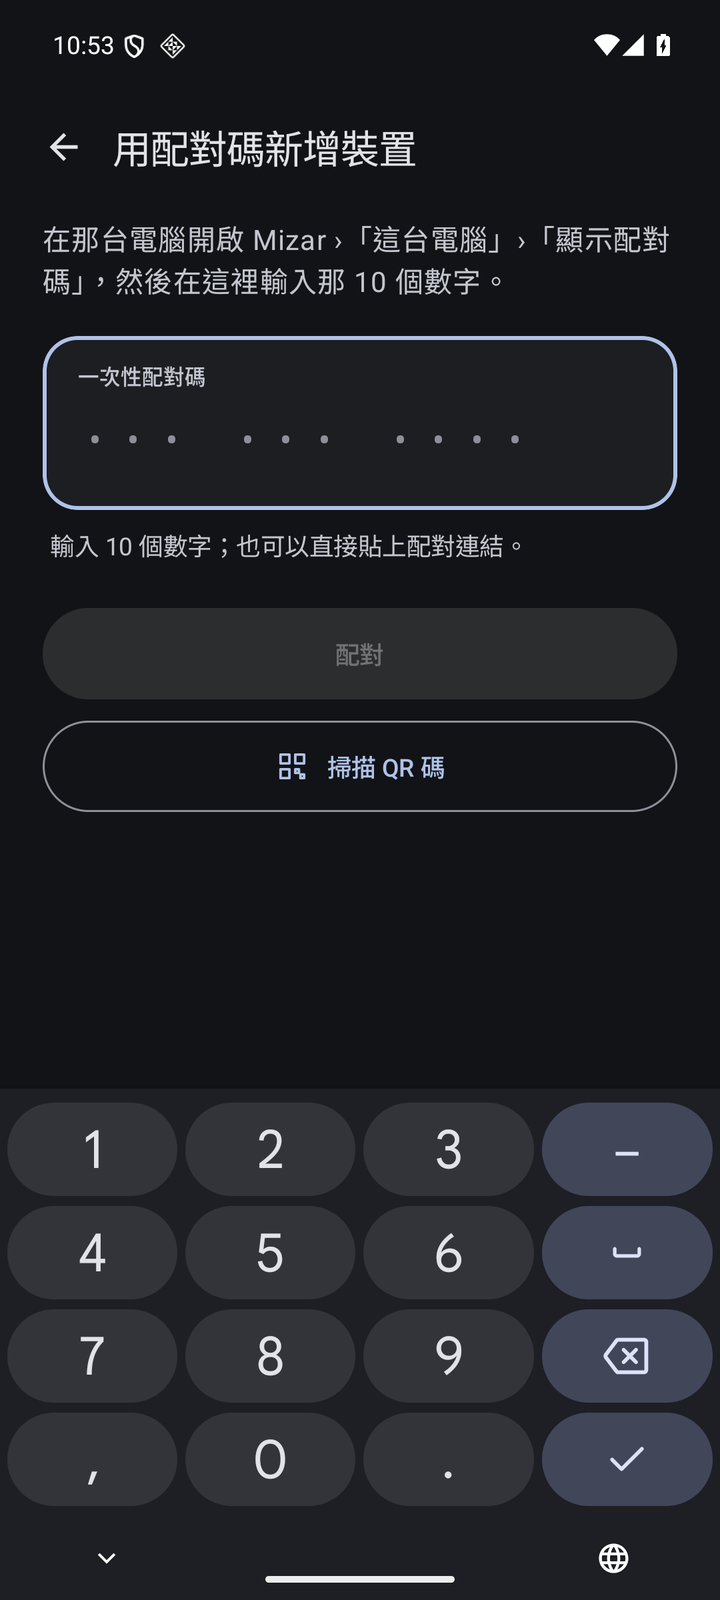 10:53
用配對碼新增裝置
在那台電腦開啟 Mizar ›「這台電腦」›「顯示配對
碼」，然後在這裡輸入那 10 個數字。
一次性配對碼
輸入 10 個數字；也可以直接貼上配對連結。
配對
掃描 QR 碼
1 2 3 –
4 5 6
7 8 9
, 0 .